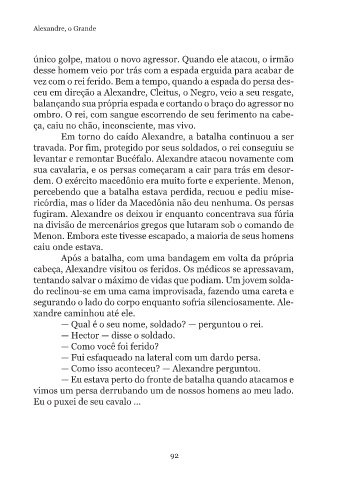 Alexandre, o Grande
único golpe, matou o novo agressor. Quando ele atacou, o irmão
desse homem veio por trás com a espada erguida para acabar de
vez com o rei ferido. Bem a tempo, quando a espada do persa des-
ceu em direção a Alexandre, Cleitus, o Negro, veio a seu resgate,
balançando sua própria espada e cortando o braço do agressor no
ombro. O rei, com sangue escorrendo de seu ferimento na cabe-
ça, caiu no chão, inconsciente, mas vivo.
Em torno do caído Alexandre, a batalha continuou a ser
travada. Por fim, protegido por seus soldados, o rei conseguiu se
levantar e remontar Bucéfalo. Alexandre atacou novamente com
sua cavalaria, e os persas começaram a cair para trás em desor-
dem. O exército macedônio era muito forte e experiente. Menon,
percebendo que a batalha estava perdida, recuou e pediu mise-
ricórdia, mas o líder da Macedônia não deu nenhuma. Os persas
fugiram. Alexandre os deixou ir enquanto concentrava sua fúria
na divisão de mercenários gregos que lutaram sob o comando de
Menon. Embora este tivesse escapado, a maioria de seus homens
caiu onde estava.
Após a batalha, com uma bandagem em volta da própria
cabeça, Alexandre visitou os feridos. Os médicos se apressavam,
tentando salvar o máximo de vidas que podiam. Um jovem solda-
do reclinou-se em uma cama improvisada, fazendo uma careta e
segurando o lado do corpo enquanto sofria silenciosamente. Ale-
xandre caminhou até ele.
— Qual é o seu nome, soldado? — perguntou o rei.
— Hector — disse o soldado.
— Como você foi ferido?
— Fui esfaqueado na lateral com um dardo persa.
— Como isso aconteceu? — Alexandre perguntou.
— Eu estava perto do fronte de batalha quando atacamos e
vimos um persa derrubando um de nossos homens ao meu lado.
Eu o puxei de seu cavalo ...
92